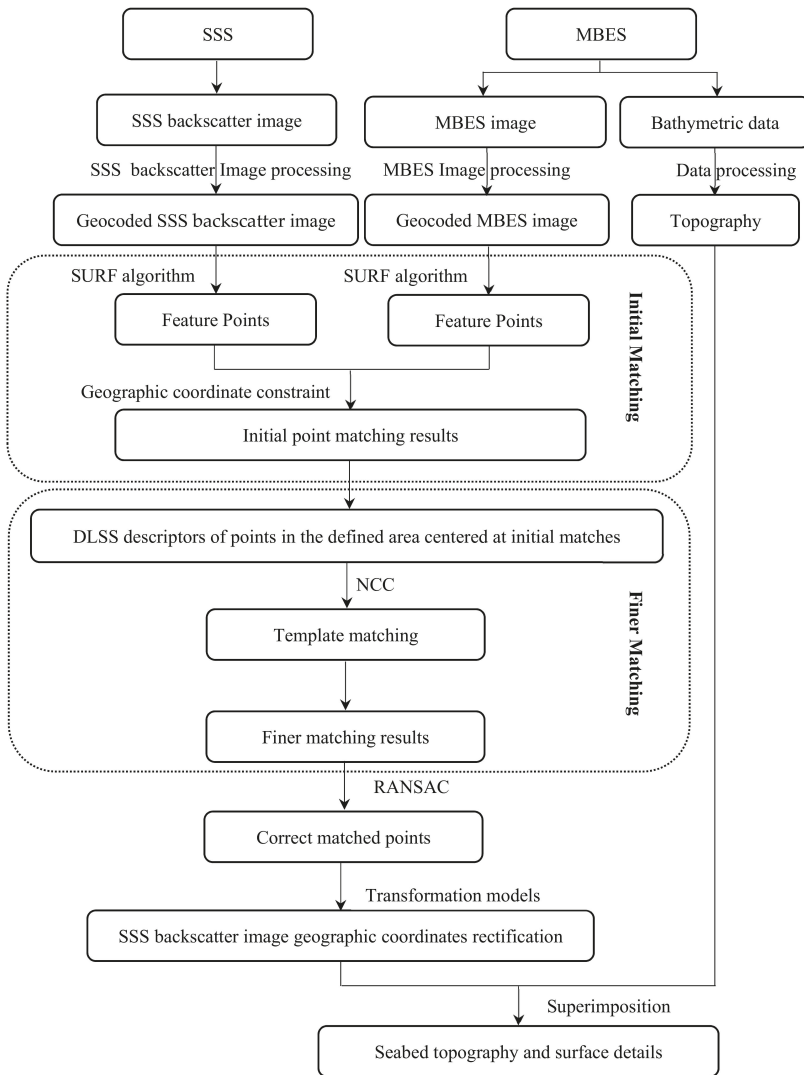 SSS
MBES
SSS backscatter image
MBES image
Bathymetric data
SSS backscatter Image processing
MBES Image processing
Data processing
Geocoded SSS backscatter image
Geocoded MBES image
Topography
SURF algorithm
SURF algorithm
Feature Points
Feature Points
Initial Matching
Geographic coordinate constraint
Initial point matching results
DLSS descriptors of points in the defined area centered at initial matches
NCC
Template matching
Finer Matching
Finer matching results
RANSAC
Correct matched points
Transformation models
SSS backscatter image geographic coordinates rectification
Superimposition
Seabed topography and surface details